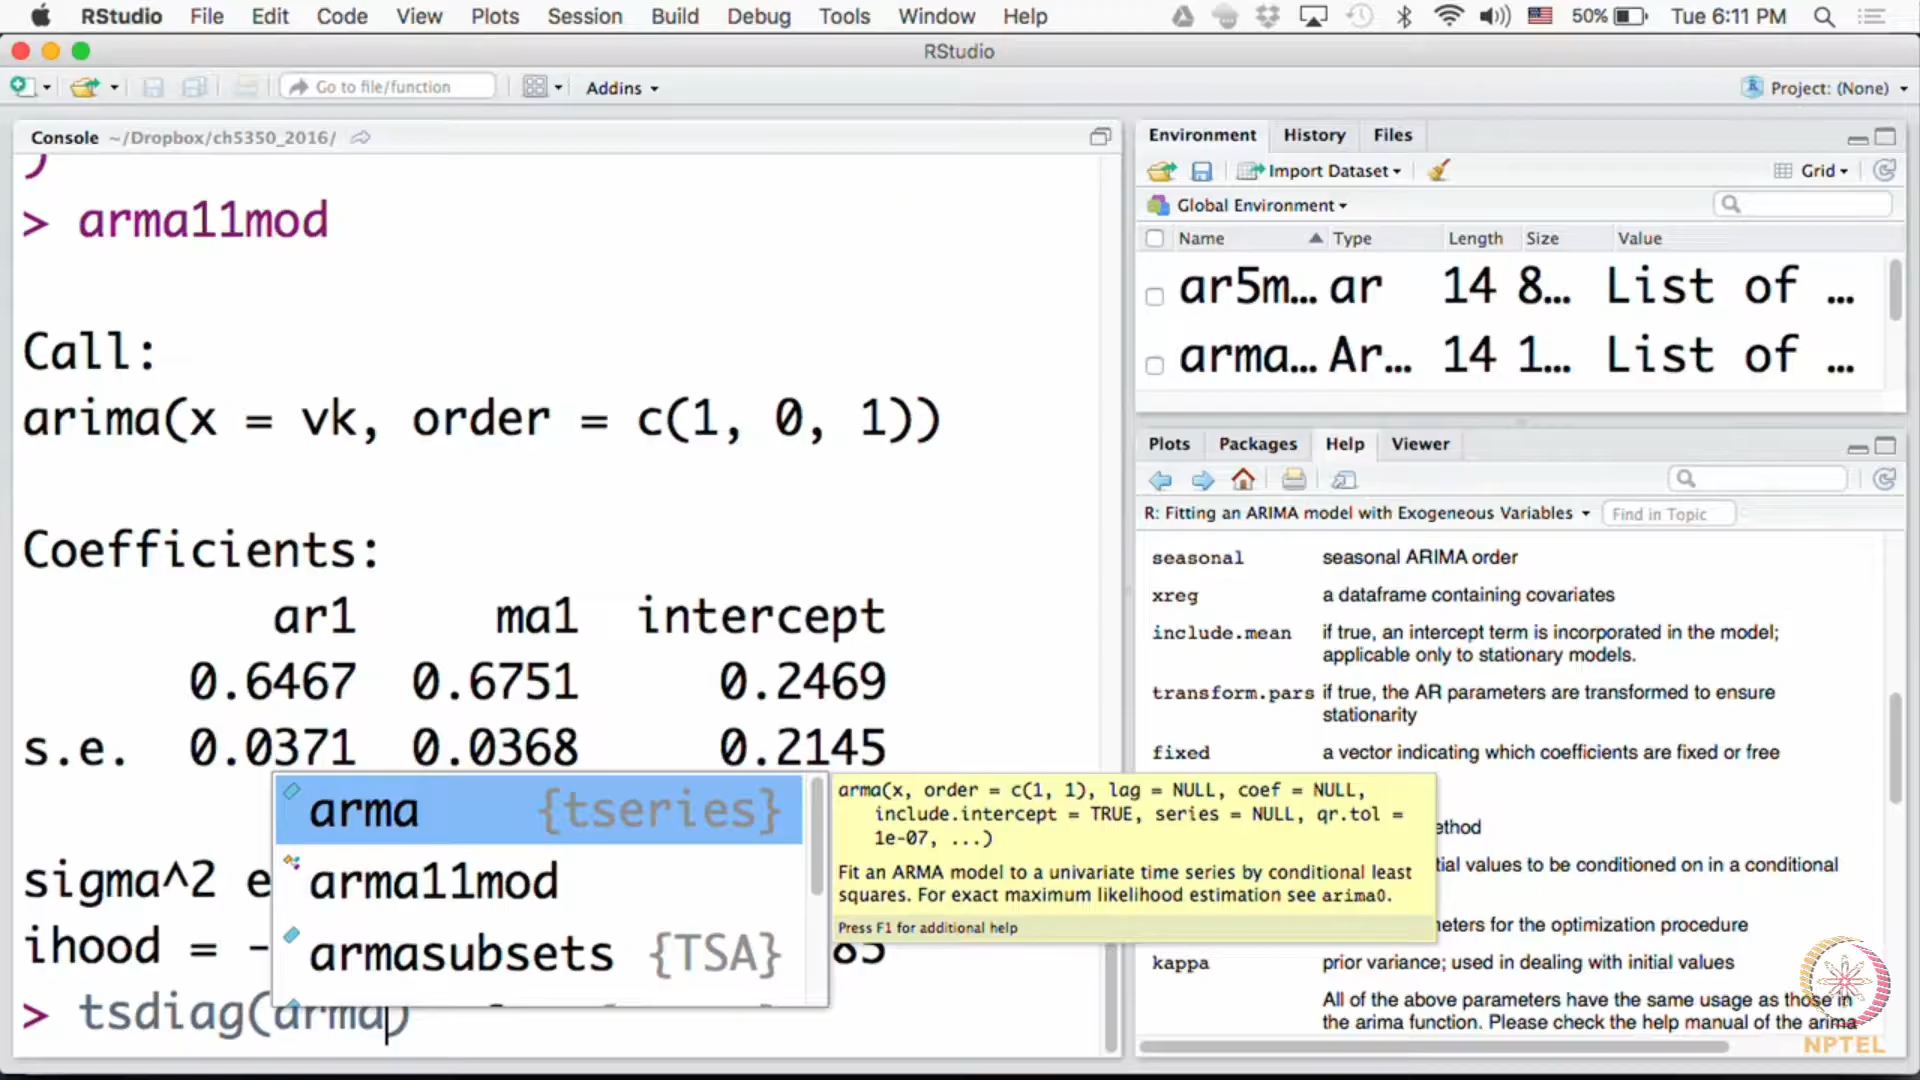 RStudio File Edit Code View Plots Session Build Debug Tools Window Help 50% Tue 6:11 PM
RStudio
Go to file/function Addins Project: (None)
Console ~/Dropbox/ch5350_2016/
)
> arma11mod
Call:
arima(x = vk, order = c(1, 0, 1))
Coefficients:
ar1 ma1 intercept
0.6467 0.6751 0.2469
s.e. 0.0371 0.0368 0.2145
sigma^2 e
ihood = -
85
> tsdiag(arma)
arma {tseries}
arma11mod
armasubsets {TSA}
arma(x, order = c(1, 1), lag = NULL, coef = NULL,
include.intercept = TRUE, series = NULL, qr.tol =
1e-07, ...)
Fit an ARMA model to a univariate time series by conditional least
squares. For exact maximum likelihood estimation see arima0.
Press F1 for additional help
Environment History Files
Import Dataset Grid
Global Environment
Name Type Length Size Value
ar5m... ar 14 8... List of ...
arma... Ar... 14 1... List of ...
Plots Packages Help Viewer
R: Fitting an ARIMA model with Exogeneous Variables Find in Topic
seasonal seasonal ARIMA order
xreg a dataframe containing covariates
include.mean if true, an intercept term is incorporated in the model;
applicable only to stationary models.
transform.pars if true, the AR parameters are transformed to ensure
stationarity
fixed a vector indicating which coefficients are fixed or free
ethod
tial values to be conditioned on in a conditional
neters for the optimization procedure
kappa prior variance; used in dealing with initial values
All of the above parameters have the same usage as those in
the arima function. Please check the help manual of the arima
NPTEL